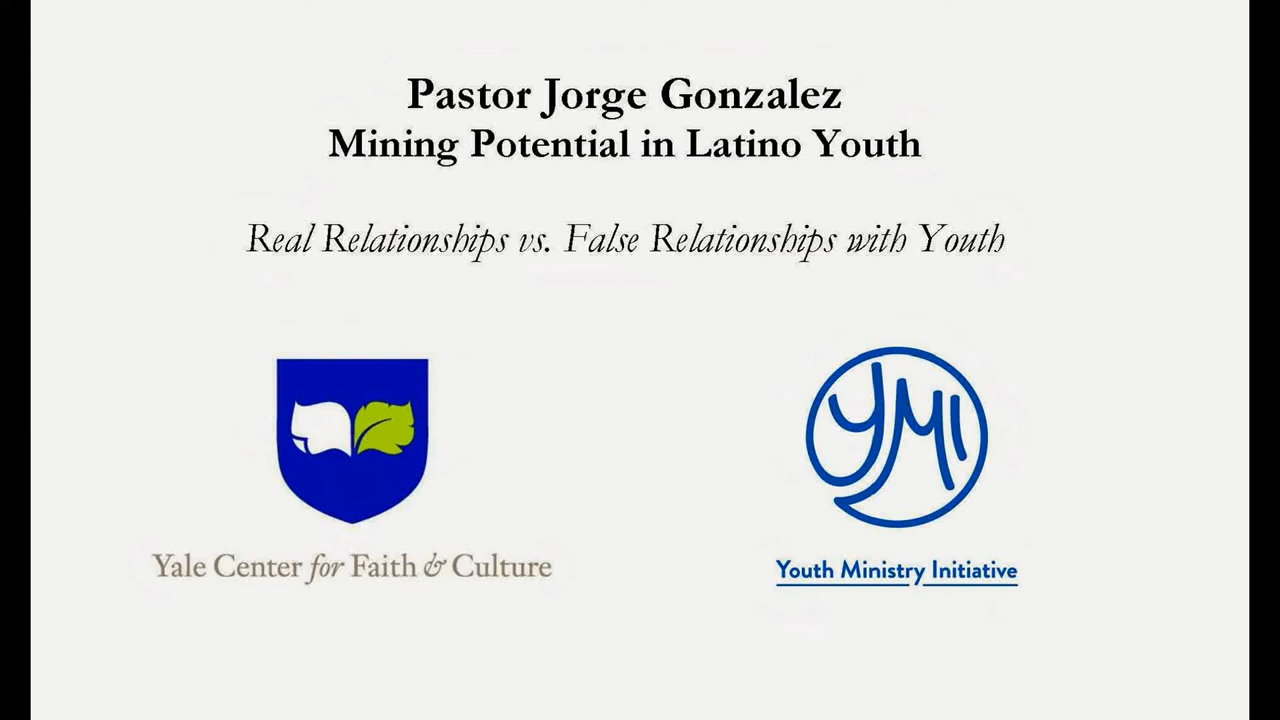 Pastor Jorge Gonzalez
Mining Potential in Latino Youth
Real Relationships vs. False Relationships with Youth
YMI
Yale Center for Faith & Culture
Youth Ministry Initiative